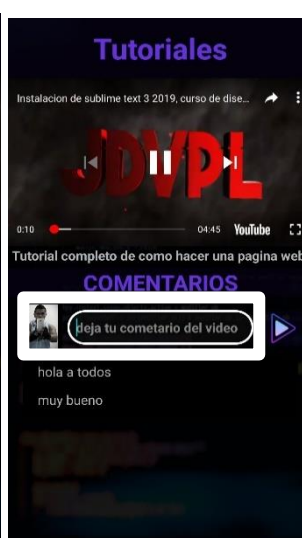 Tutoriales
Instalacion de sublime text 3 2019, curso de dise...
JDVPL
0:10
04:45
YouTube
Tutorial completo de como hacer una pagina web
COMENTARIOS
deja tu cometario del video
hola a todos
muy bueno